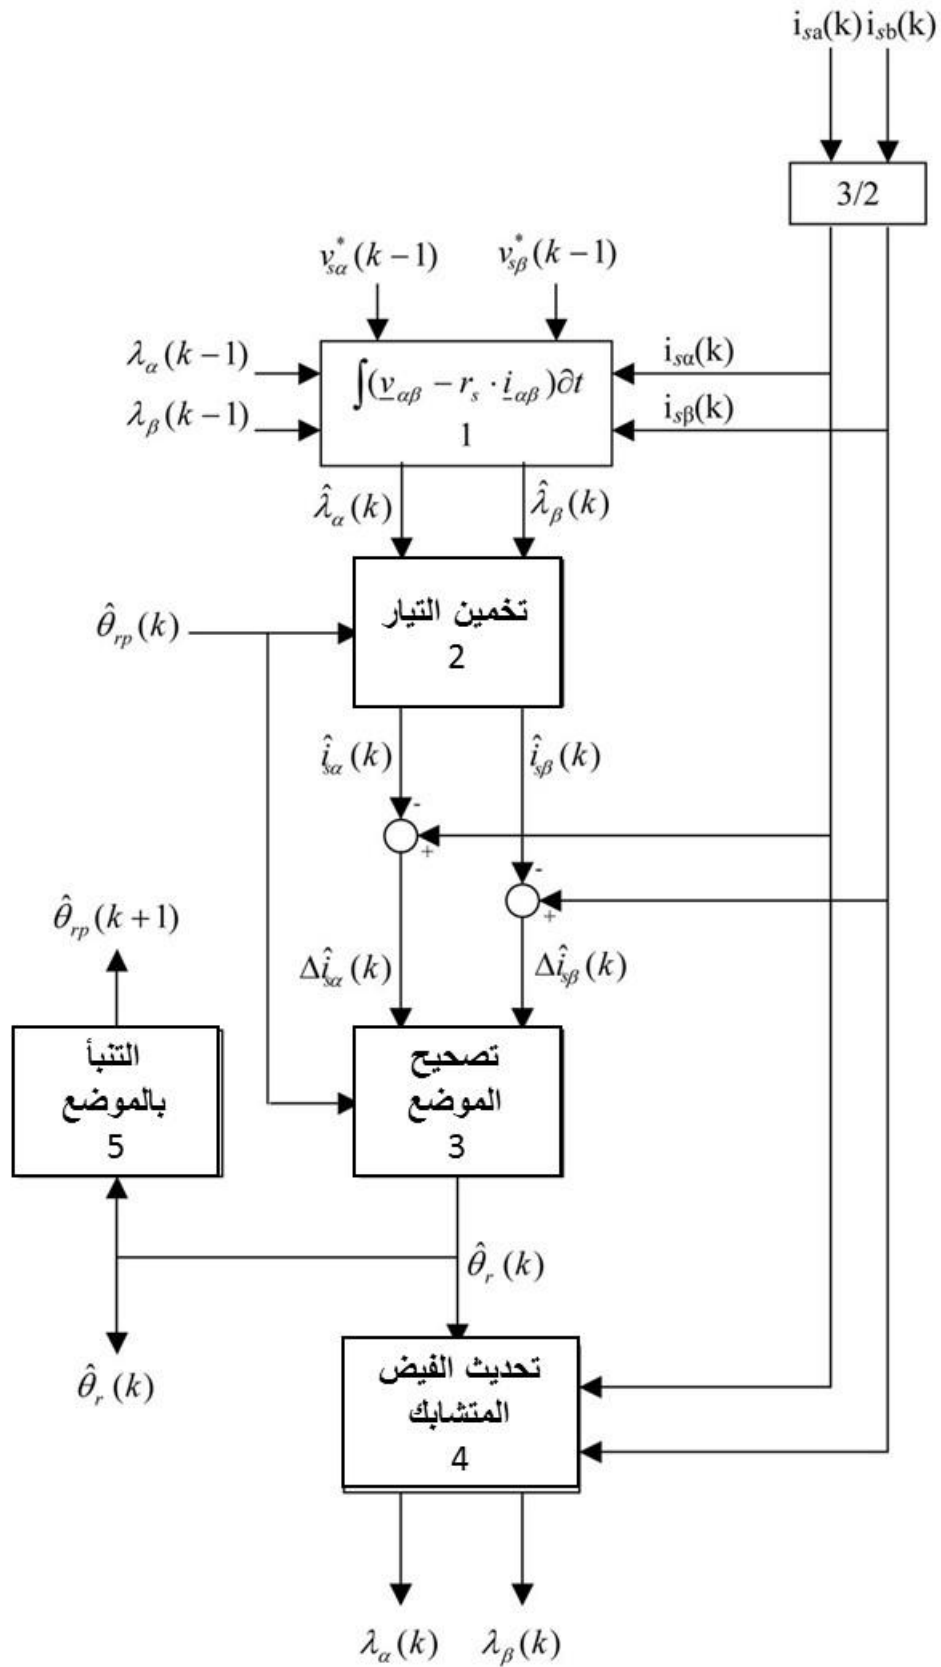 i_sa(k) i_sb(k)
3/2
v*_sα(k−1) v*_sβ(k−1)
λ_α(k−1)
λ_β(k−1)
∫(v_αβ − r_s · i_αβ)∂t
1
i_sα(k)
i_sβ(k)
λ̂_α(k) λ̂_β(k)
تخمين التيار
2
θ̂_rp(k)
î_sα(k) î_sβ(k)
-
+
-
+
Δî_sα(k) Δî_sβ(k)
θ̂_rp(k+1)
التنبأ
بالموضع
5
تصحيح
الموضع
3
θ̂_r(k)
θ̂_r(k)
تحديث الفيض
المتشابك
4
λ_α(k) λ_β(k)